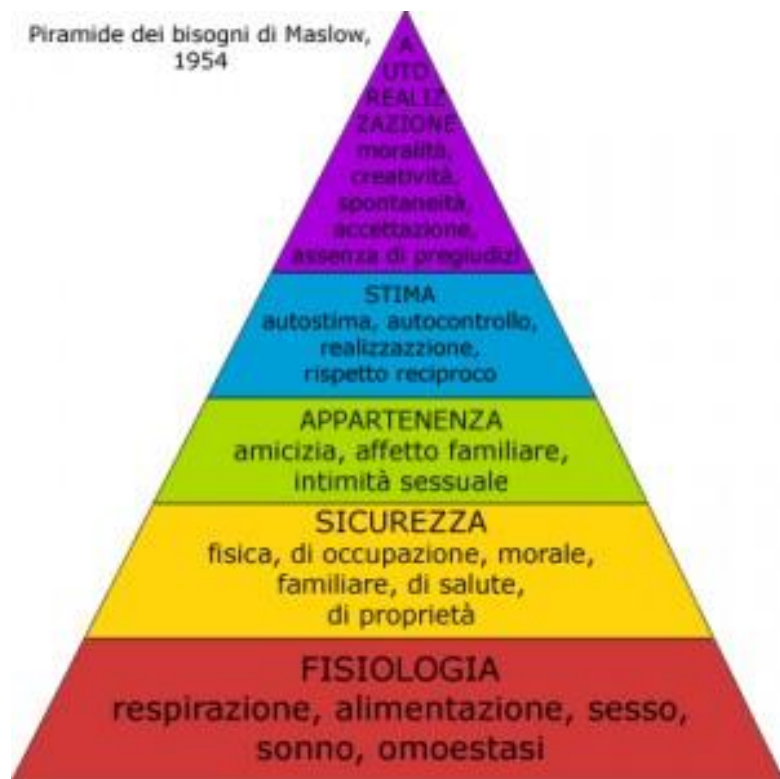 Piramide dei bisogni di Maslow,
1954
A
UTO
REALIZ
ZAZIONE
moralità,
creatività,
spontaneità,
accettazione,
assenza di pregiudizi
STIMA
autostima, autocontrollo,
realizzazzione,
rispetto reciproco
APPARTENENZA
amicizia, affetto familiare,
intimità sessuale
SICUREZZA
fisica, di occupazione, morale,
familiare, di salute,
di proprietà
FISIOLOGIA
respirazione, alimentazione, sesso,
sonno, omoestasi